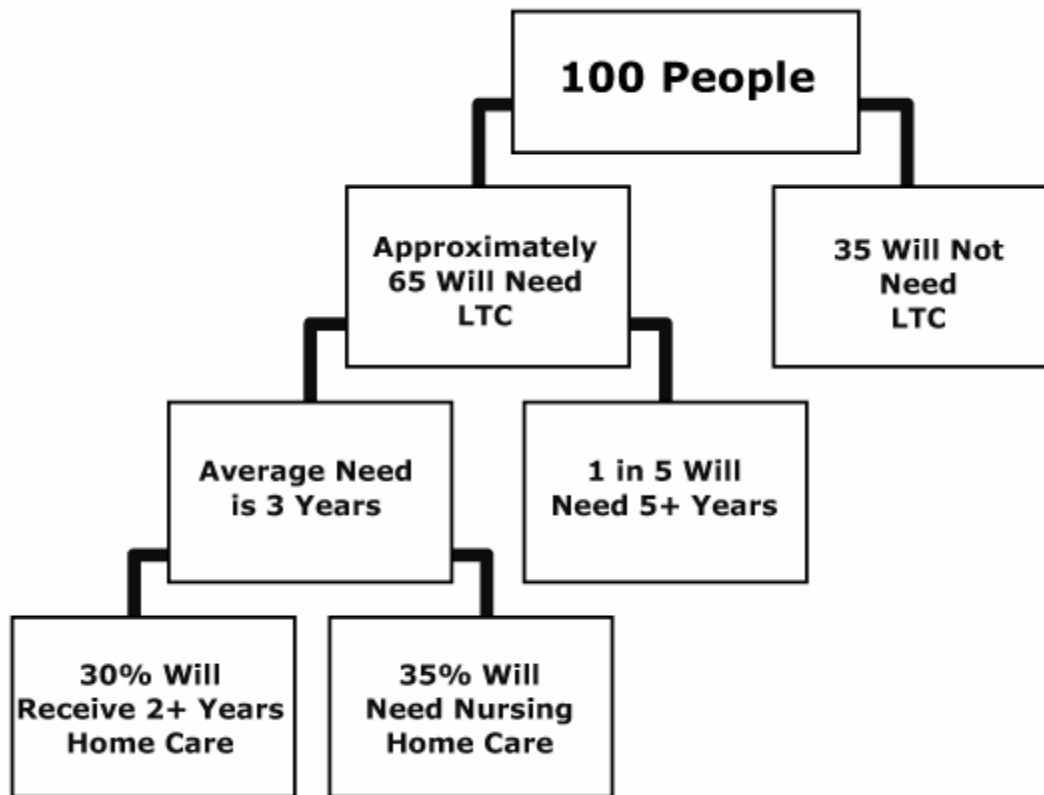 100 People
Approximately
65 Will Need
LTC
35 Will Not
Need
LTC
Average Need
is 3 Years
1 in 5 Will
Need 5+ Years
30% Will
Receive 2+ Years
Home Care
35% Will
Need Nursing
Home Care